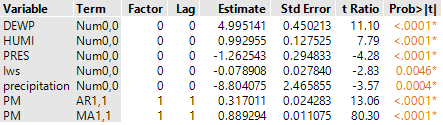 Variable Term Factor Lag Estimate Std Error t Ratio Prob>|t|
DEWP Num0,0 0 0 4.995141 0.450213 11.10 <.0001*
HUMI Num0,0 0 0 0.992955 0.127525 7.79 <.0001*
PRES Num0,0 0 0 -1.262543 0.294833 -4.28 <.0001*
lws Num0,0 0 0 -0.078908 0.027840 -2.83 0.0046*
precipitation Num0,0 0 0 -8.804075 2.465855 -3.57 0.0004*
PM AR1,1 1 1 0.317011 0.024283 13.06 <.0001*
PM MA1,1 1 1 0.889294 0.011075 80.30 <.0001*